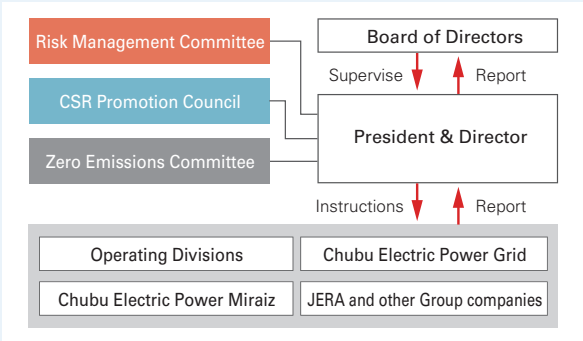 Risk Management Committee
Board of Directors
Supervise
Report
CSR Promotion Council
President & Director
Zero Emissions Committee
Instructions
Report
Operating Divisions
Chubu Electric Power Grid
Chubu Electric Power Miraiz
JERA and other Group companies